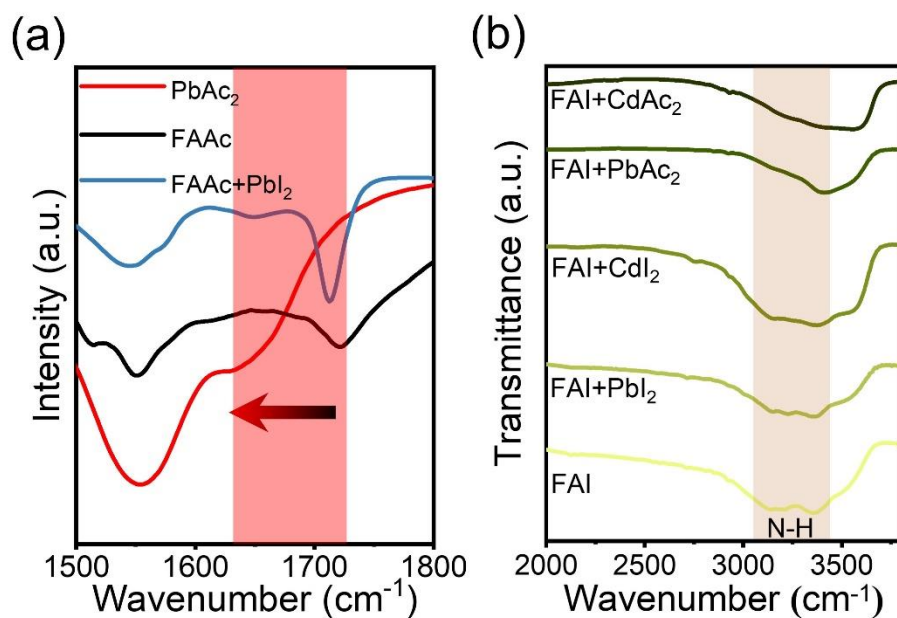 (a)
PbAc₂
FAAc
FAAc+PbI₂
Intensity (a.u.)
1500 1600 1700 1800
Wavenumber (cm⁻¹)
(b)
FAI+CdAc₂
FAI+PbAc₂
FAI+CdI₂
FAI+PbI₂
FAI
N-H
Transmittance (a.u.)
2000 2500 3000 3500
Wavenumber (cm⁻¹)